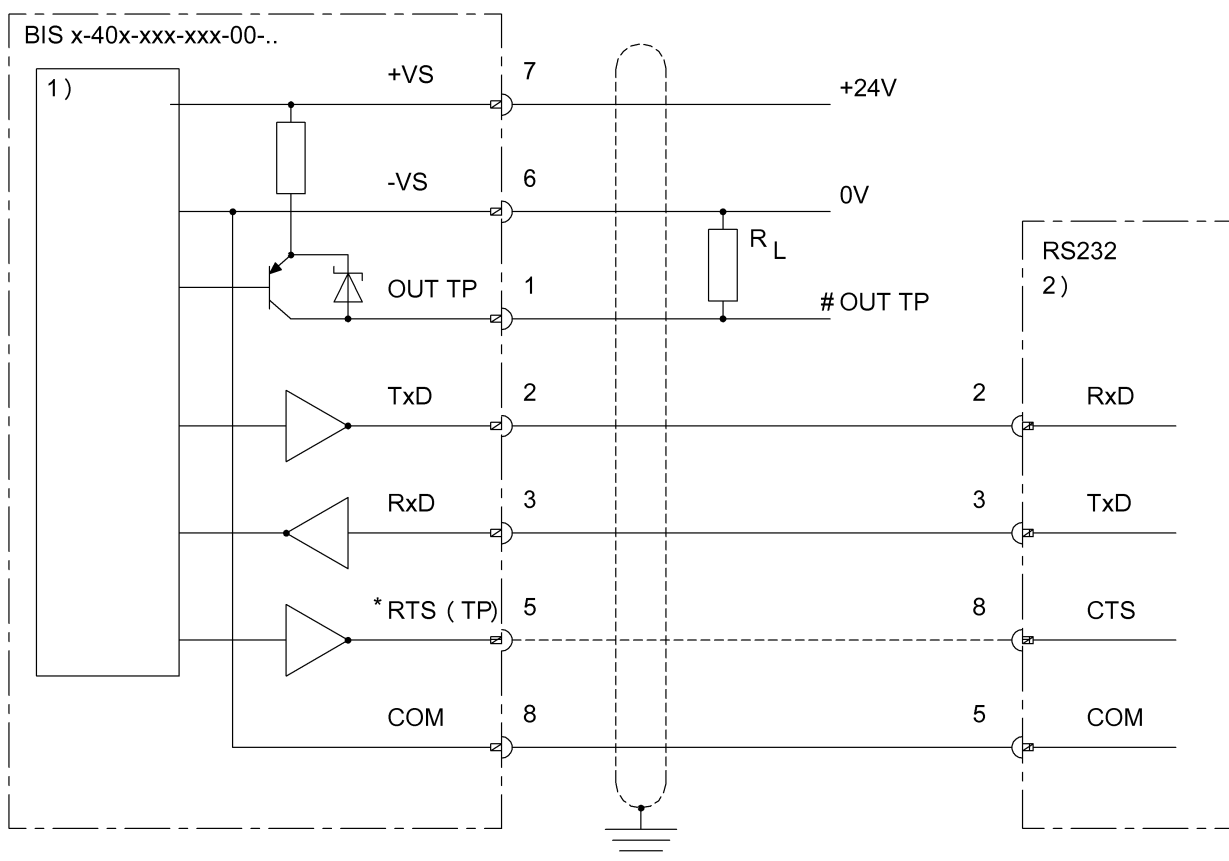 BIS x-40x-xxx-xxx-00-..
1)
+VS 7
+24V
-VS 6
0V
R L
RS232
2)
OUT TP 1
# OUT TP
TxD 2 2 RxD
RxD 3 3 TxD
* RTS ( TP) 5 8 CTS
COM 8 5 COM